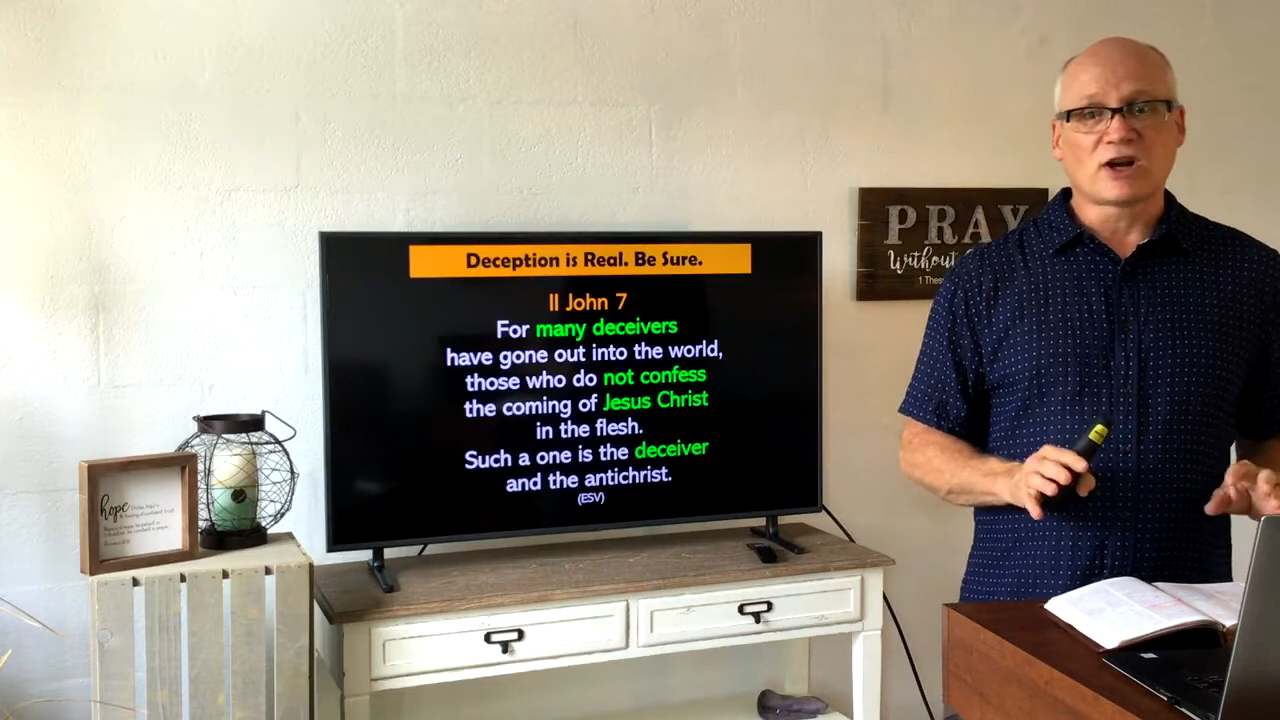 Deception is Real. Be Sure.
II John 7
For many deceivers
have gone out into the world,
those who do not confess
the coming of Jesus Christ
in the flesh.
Such a one is the deceiver
and the antichrist.
(ESV)
PRAY
Without
1 Thess
hope